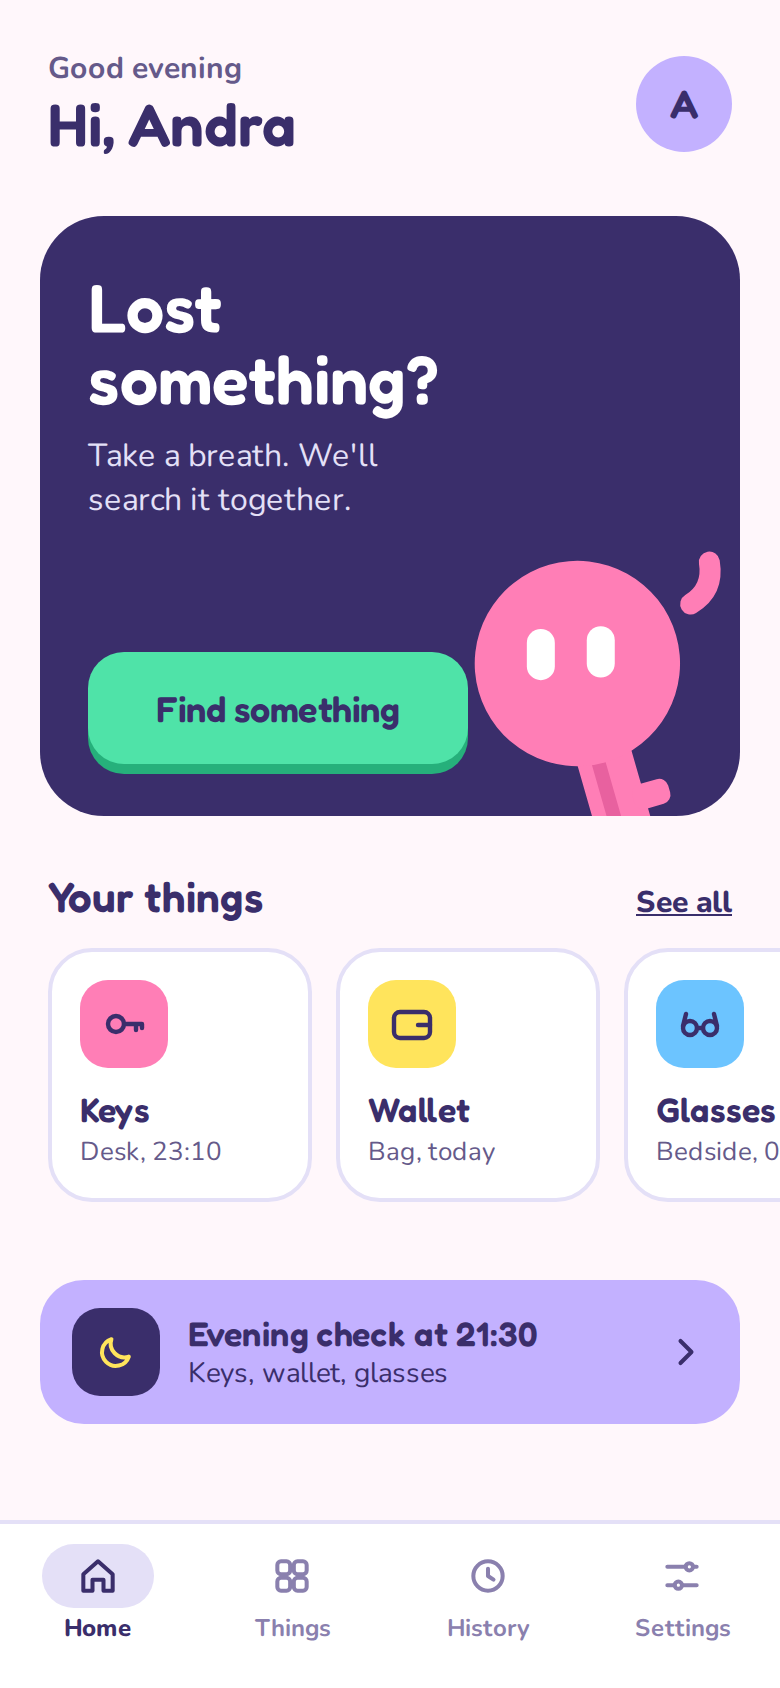 Good evening
Hi, Andra
A
Lost
something?
Take a breath. We'll
search it together.
Find something
Your things
See all
Keys
Desk, 23:10
Wallet
Bag, today
Glasses
Bedside, 0
Evening check at 21:30
Keys, wallet, glasses
Home
Things
History
Settings